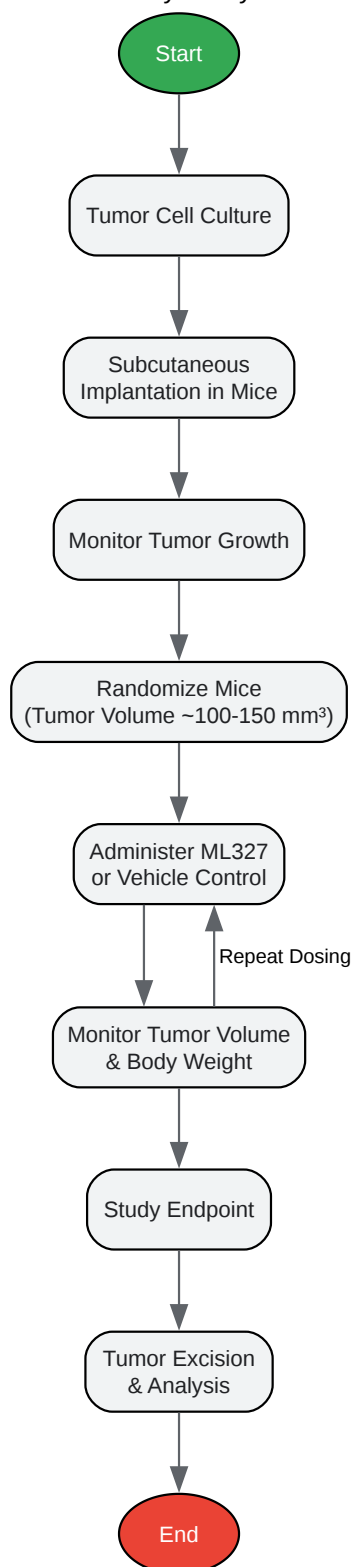 Start
Tumor Cell Culture
Subcutaneous
Implantation in Mice
Monitor Tumor Growth
Randomize Mice
(Tumor Volume ~100-150 mm³)
Administer ML327
or Vehicle Control
Repeat Dosing
Monitor Tumor Volume
& Body Weight
Study Endpoint
Tumor Excision
& Analysis
End